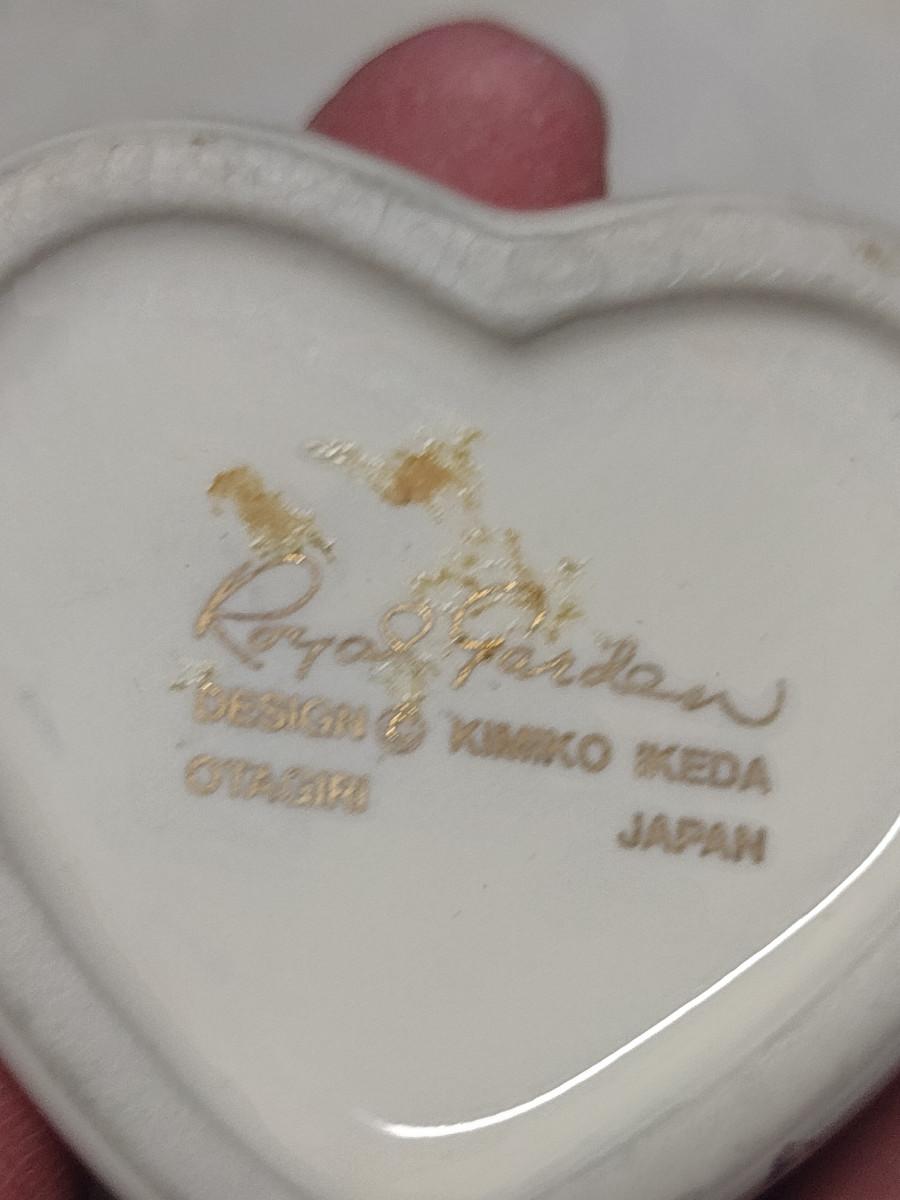 Royal Garden
DESIGN © KIMIKO IKEDA
OTAGIRI
JAPAN